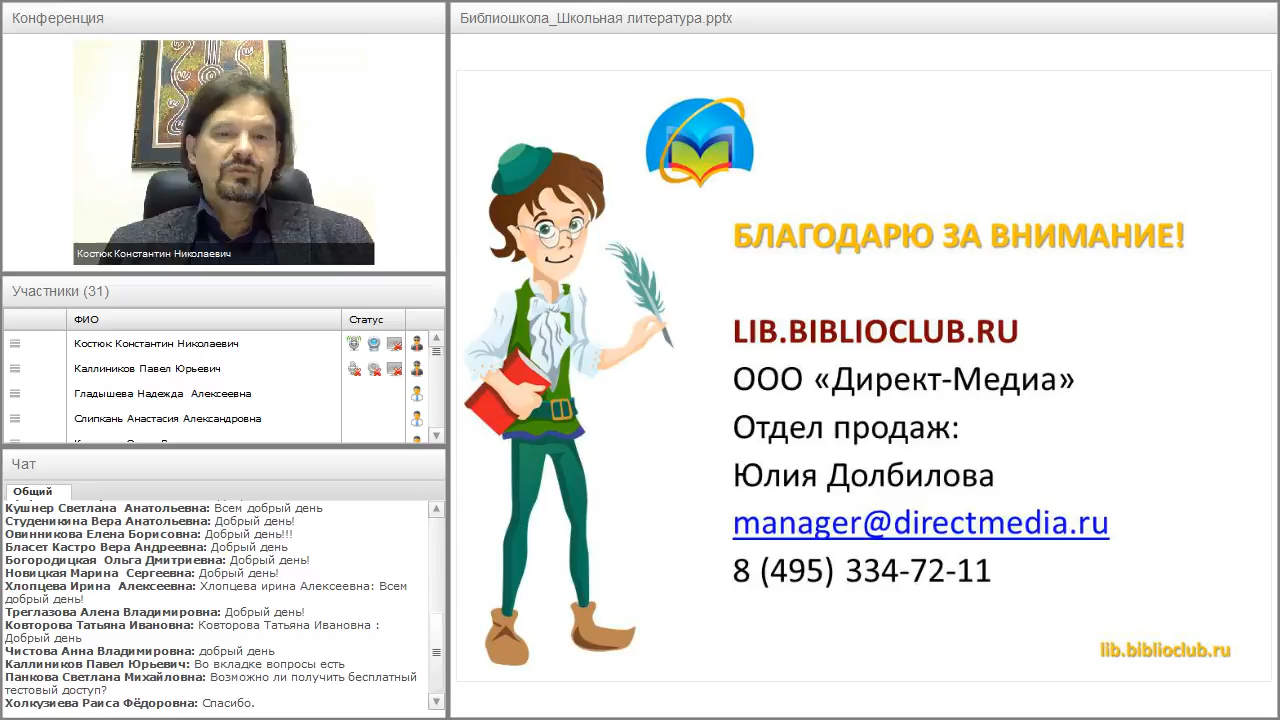 Конференция
Костюк Константин Николаевич
Участники (31)
ФИО
Статус
Костюк Константин Николаевич
Каллиников Павел Юрьевич
Гладышева Надежда Алексеевна
Слипкань Анастасия Александровна
Чат
Общий
Кушнер Светлана Анатольевна: Всем добрый день
Студеникина Вера Анатольевна: Добрый день!
Овинникова Елена Борисовна: Добрый день!!!
Бласет Кастро Вера Андреевна: Добрый день
Богородицкая Ольга Дмитриевна: Добрый день!
Новицкая Марина Сергеевна: Добрый день!
Хлопцева Ирина Алексеевна: Хлопцева ирина Алексеевна: Всем
добрый день!
Треглазова Алена Владимировна: Добрый день!
Ковторова Татьяна Ивановна: Ковторова Татьяна Ивановна :
Добрый день
Чистова Анна Владимировна: добрый день
Каллиников Павел Юрьевич: Во вкладке вопросы есть
Панкова Светлана Михайловна: Возможно ли получить бесплатный
тестовый доступ?
Холкузиева Раиса Фёдоровна: Спасибо.
Библиошкола_Школьная литература.pptx
БЛАГОДАРЮ ЗА ВНИМАНИЕ!
LIB.BIBLIOCLUB.RU
ООО «Директ-Медиа»
Отдел продаж:
Юлия Долбилова
manager@directmedia.ru
8 (495) 334-72-11
lib.biblioclub.ru